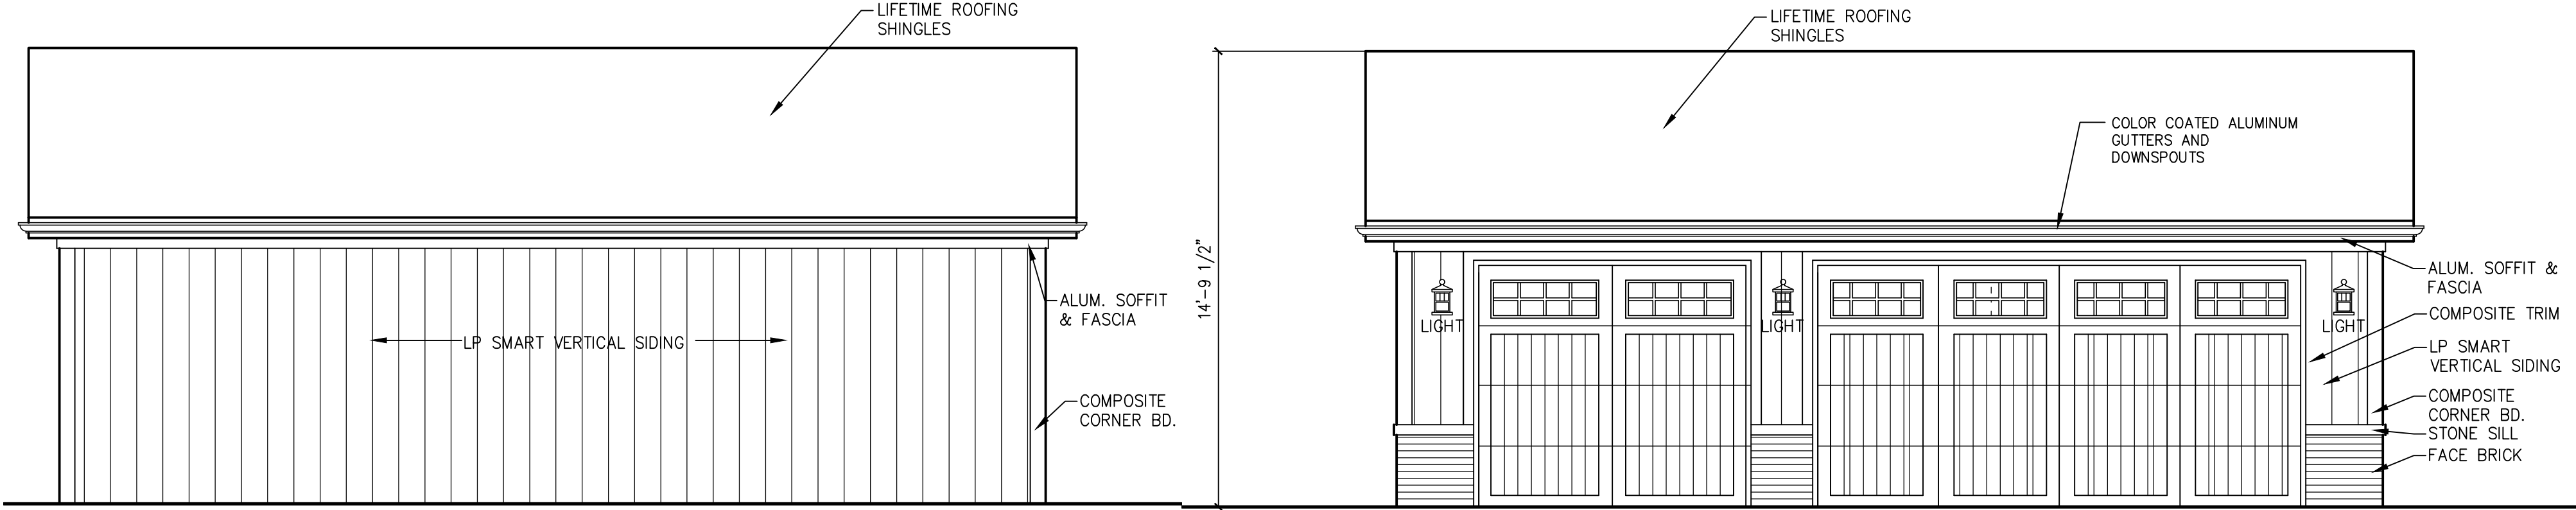 LIFETIME ROOFING
SHINGLES
LP SMART VERTICAL SIDING
ALUM. SOFFIT
& FASCIA
COMPOSITE
CORNER BD.
14'-9 1/2"
LIFETIME ROOFING
SHINGLES
COLOR COATED ALUMINUM
GUTTERS AND
DOWNSPOUTS
LIGHT
LIGHT
LIGHT
ALUM. SOFFIT &
FASCIA
COMPOSITE TRIM
LP SMART
VERTICAL SIDING
COMPOSITE
CORNER BD.
STONE SILL
FACE BRICK